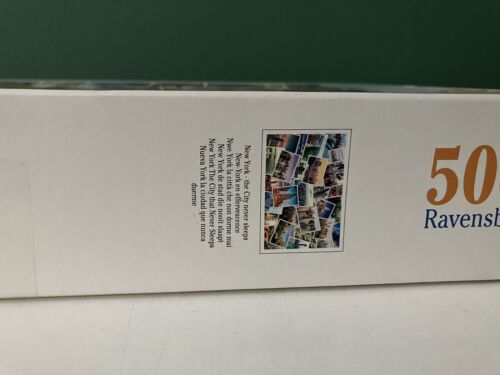 New York : the City never sleeps
New-York en effervescence
Nwe York la città che non dorme mai
New York de stad die nooit slaapt
New York The City that Never Sleeps
Nueva York la ciudad que nunca
duerme
50
Ravensb